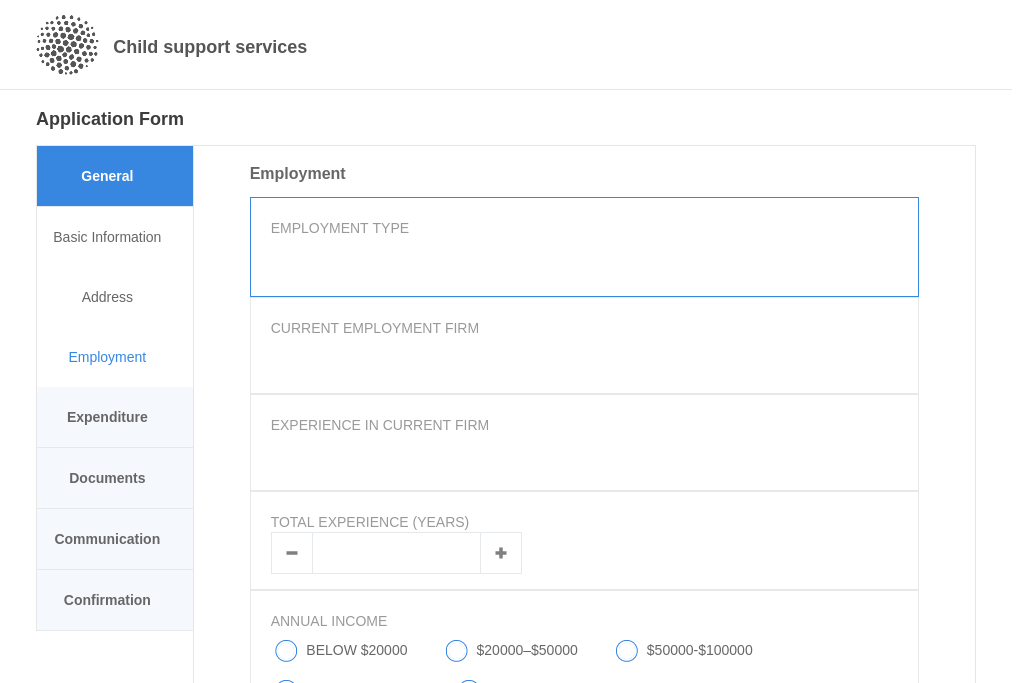 Child support services
Application Form
General
Basic Information
Address
Employment
Expenditure
Documents
Communication
Confirmation
Employment
EMPLOYMENT TYPE
CURRENT EMPLOYMENT FIRM
EXPERIENCE IN CURRENT FIRM
TOTAL EXPERIENCE (YEARS)
ANNUAL INCOME
BELOW $20000 $20000–$50000 $50000-$100000